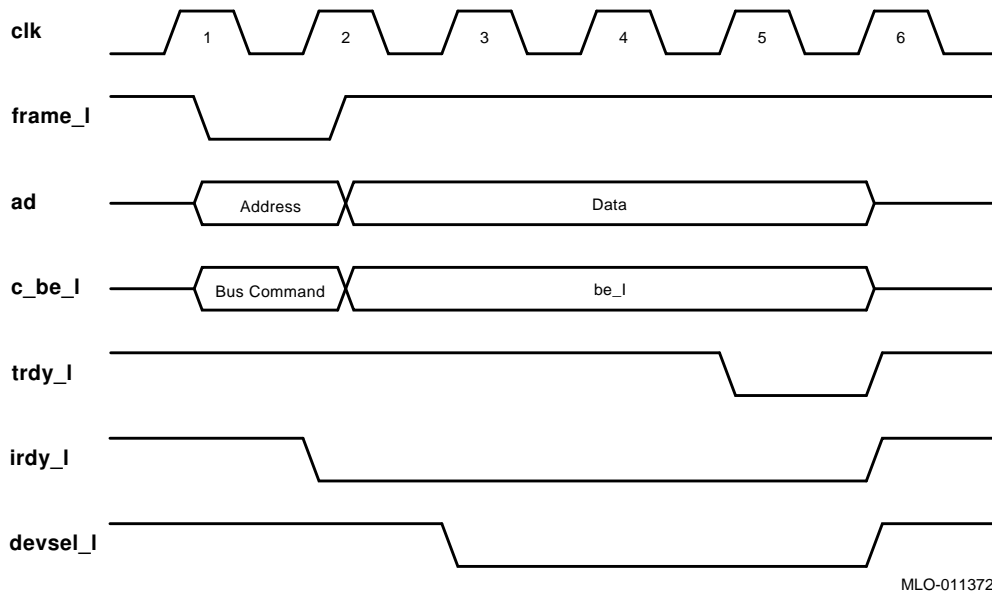 clk 1 2 3 4 5 6
frame_l
ad Address Data
c_be_l Bus Command be_l
trdy_l
irdy_l
devsel_l
MLO-011372